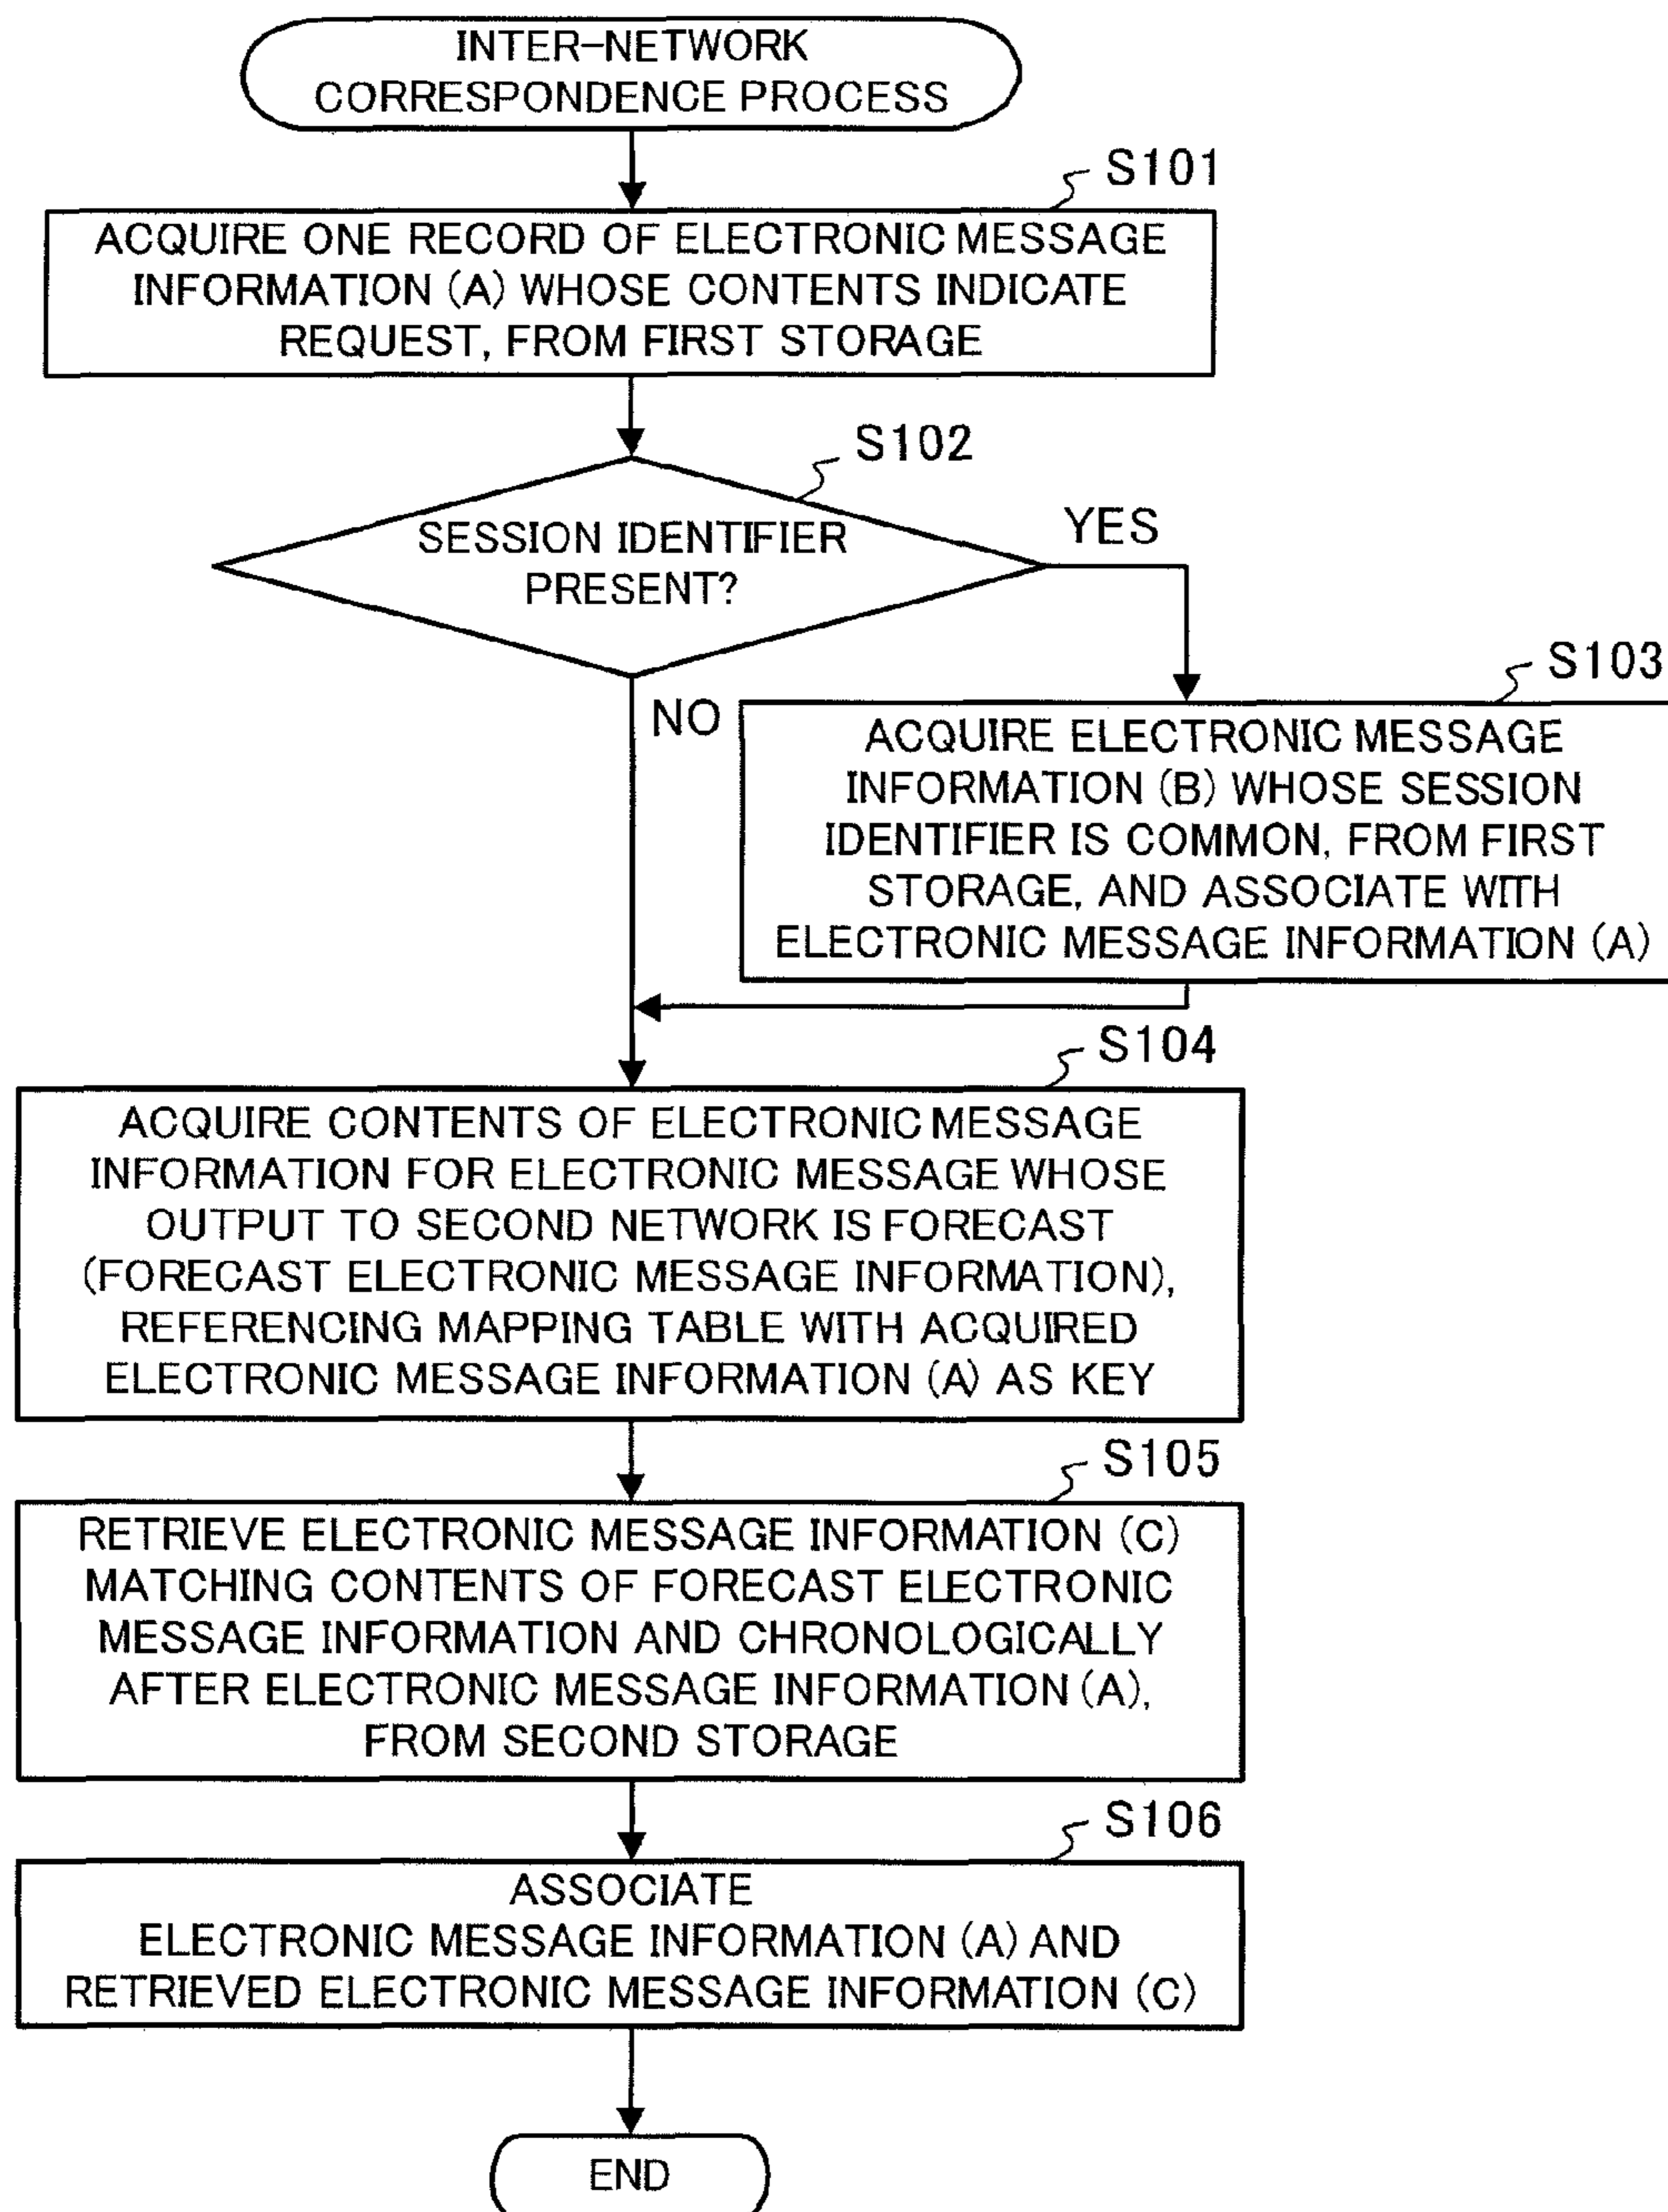 INTER-NETWORK
CORRESPONDENCE PROCESS
S101
ACQUIRE ONE RECORD OF ELECTRONIC MESSAGE
INFORMATION (A) WHOSE CONTENTS INDICATE
REQUEST, FROM FIRST STORAGE
S102
SESSION IDENTIFIER
PRESENT?
YES
NO
S103
ACQUIRE ELECTRONIC MESSAGE
INFORMATION (B) WHOSE SESSION
IDENTIFIER IS COMMON, FROM FIRST
STORAGE, AND ASSOCIATE WITH
ELECTRONIC MESSAGE INFORMATION (A)
S104
ACQUIRE CONTENTS OF ELECTRONIC MESSAGE
INFORMATION FOR ELECTRONIC MESSAGE WHOSE
OUTPUT TO SECOND NETWORK IS FORECAST
(FORECAST ELECTRONIC MESSAGE INFORMATION),
REFERENCING MAPPING TABLE WITH ACQUIRED
ELECTRONIC MESSAGE INFORMATION (A) AS KEY
S105
RETRIEVE ELECTRONIC MESSAGE INFORMATION (C)
MATCHING CONTENTS OF FORECAST ELECTRONIC
MESSAGE INFORMATION AND CHRONOLOGICALLY
AFTER ELECTRONIC MESSAGE INFORMATION (A),
FROM SECOND STORAGE
S106
ASSOCIATE
ELECTRONIC MESSAGE INFORMATION (A) AND
RETRIEVED ELECTRONIC MESSAGE INFORMATION (C)
END